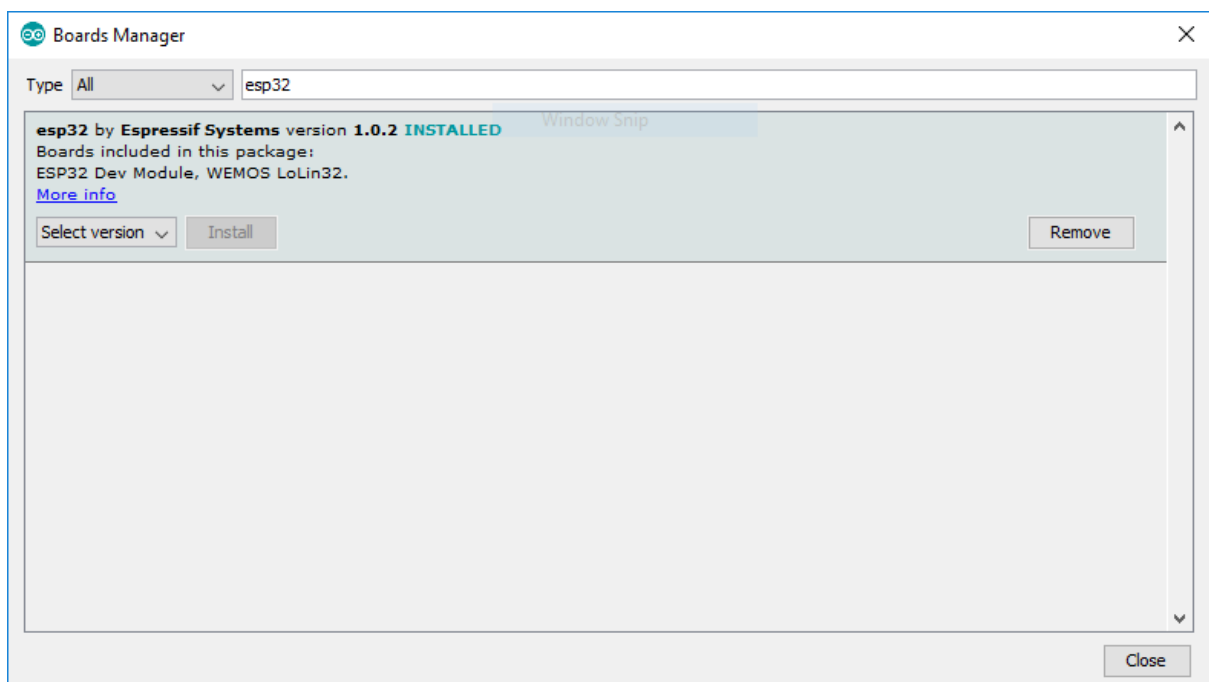 Boards Manager
Type All esp32
Window Snip
esp32 by Espressif Systems version 1.0.2 INSTALLED
Boards included in this package:
ESP32 Dev Module, WEMOS LoLin32.
More info
Select version Install Remove
Close